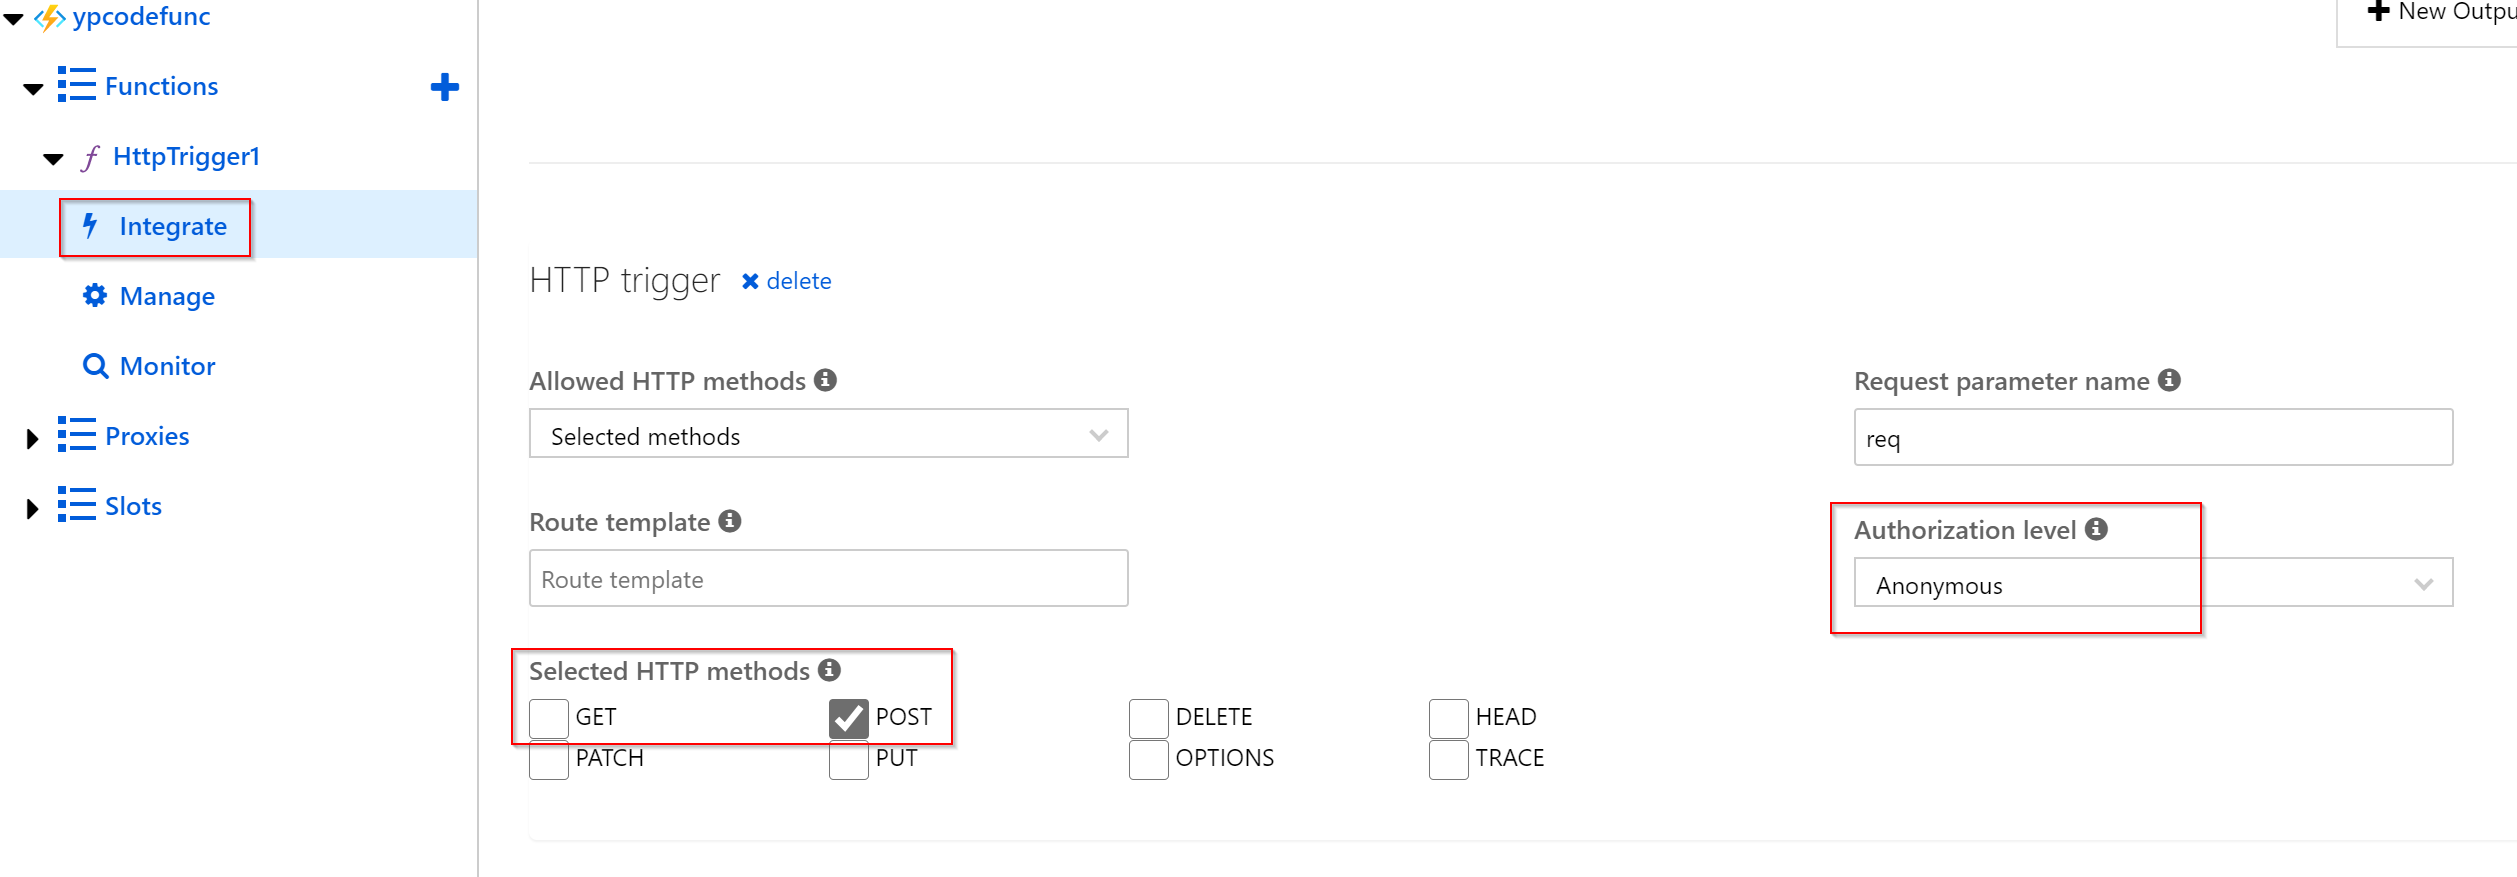 ypcodefunc
Functions
HttpTrigger1
Integrate
Manage
Monitor
Proxies
Slots
New Outpu
HTTP trigger
delete
Allowed HTTP methods
Selected methods
Request parameter name
req
Route template
Route template
Authorization level
Anonymous
Selected HTTP methods
GET
POST
DELETE
HEAD
PATCH
PUT
OPTIONS
TRACE